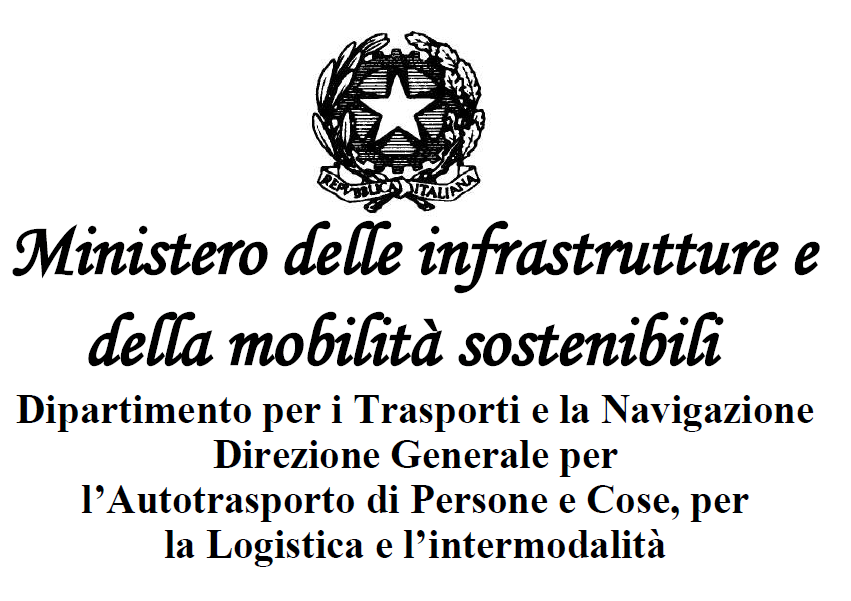 REPVBBLICA ITALIANA
Ministero delle infrastrutture e
della mobilità sostenibili
Dipartimento per i Trasporti e la Navigazione
Direzione Generale per
l’Autotrasporto di Persone e Cose, per
la Logistica e l’intermodalità